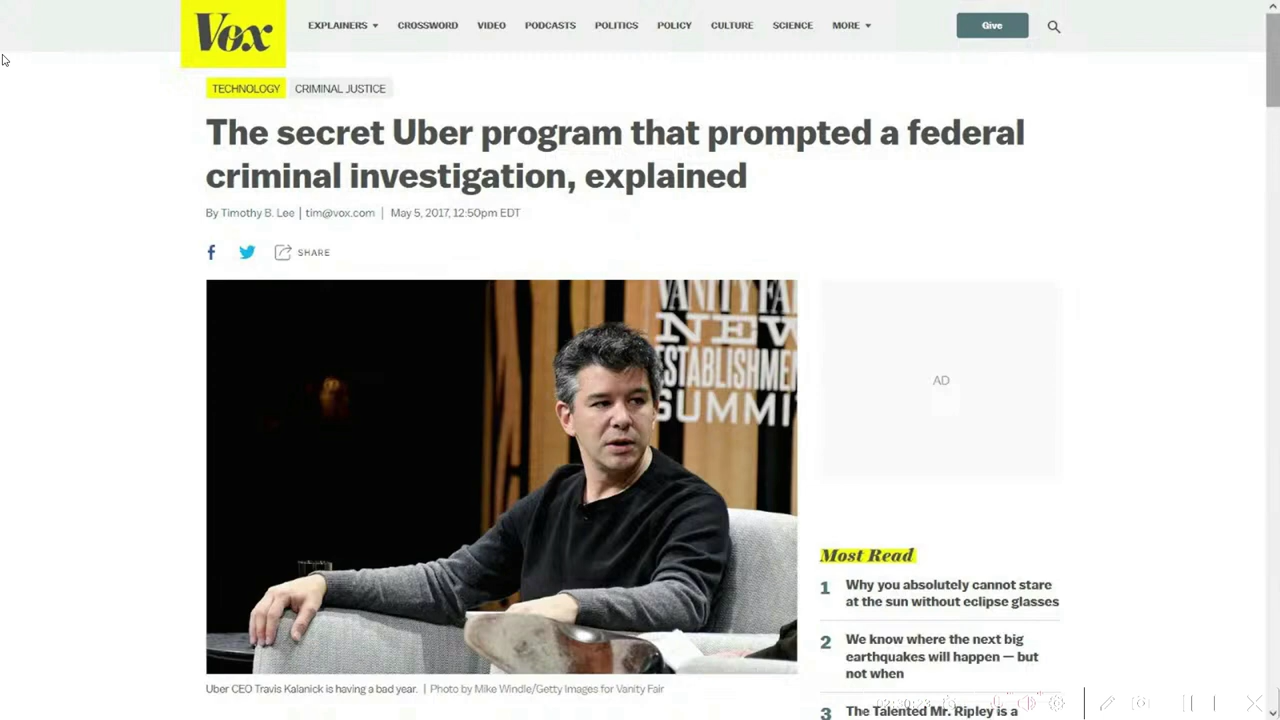 Vox
EXPLAINERS
CROSSWORD
VIDEO
PODCASTS
POLITICS
POLICY
CULTURE
SCIENCE
MORE
Give
TECHNOLOGY
CRIMINAL JUSTICE
The secret Uber program that prompted a federal
criminal investigation, explained
By Timothy B. Lee | tim@vox.com | May 5, 2017, 12:50pm EDT
SHARE
VANITY FAI
NEW
ESTABLISHME
SUMMI
AD
Uber CEO Travis Kalanick is having a bad year. | Photo by Mike Windle/Getty Images for Vanity Fair
Most Read
1 Why you absolutely cannot stare
at the sun without eclipse glasses
2 We know where the next big
earthquakes will happen — but
not when
3 The Talented Mr. Ripley is a